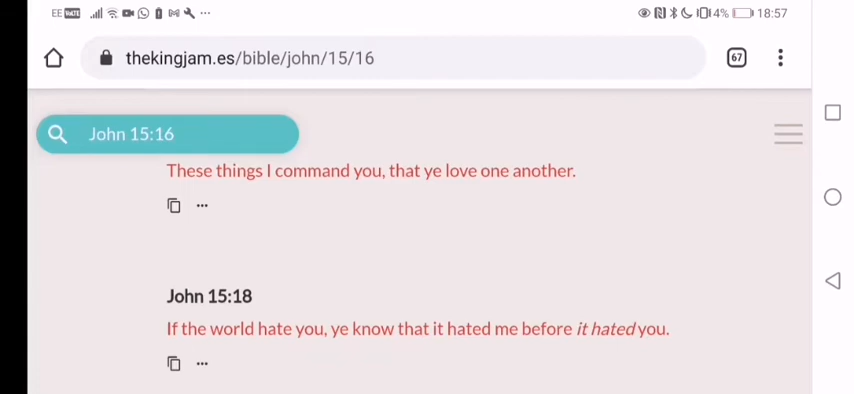 EE VoLTE 4% 18:57
thekingjam.es/bible/john/15/16 67
John 15:16
These things I command you, that ye love one another.
John 15:18
If the world hate you, ye know that it hated me before it hated you.